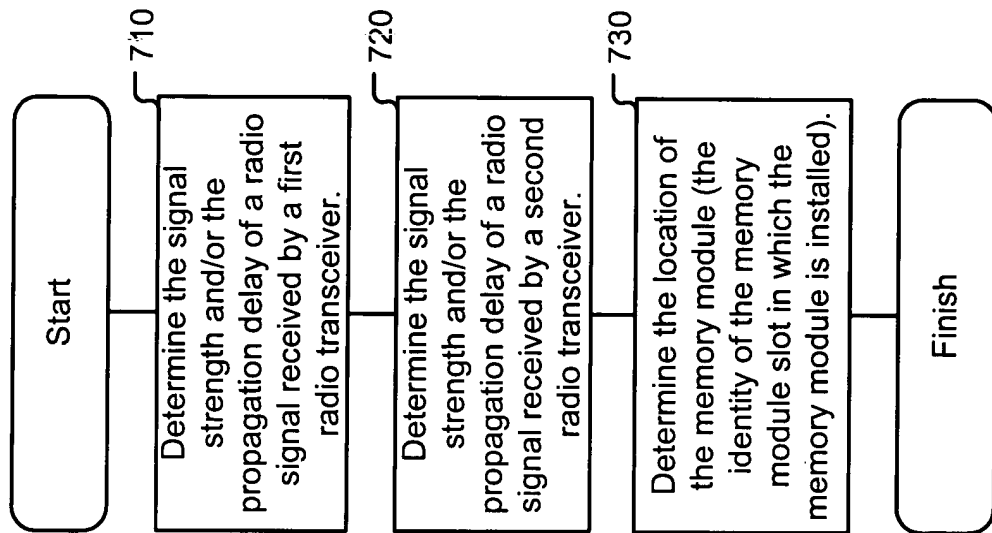 Start
710
Determine the signal
strength and/or the
propagation delay of a radio
signal received by a first
radio transceiver.
720
Determine the signal
strength and/or the
propagation delay of a radio
signal received by a second
radio transceiver.
730
Determine the location of
the memory module (the
identity of the memory
module slot in which the
memory module is installed).
Finish